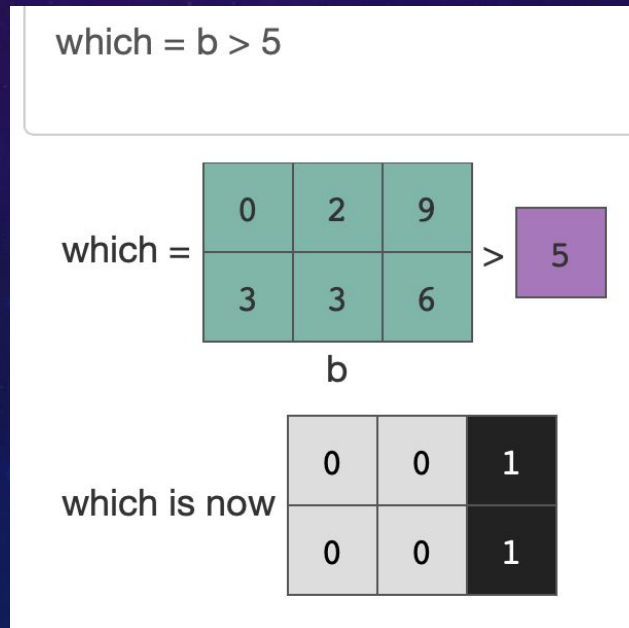 which = b > 5
which =
0 2 9
3 3 6
> 5
b
which is now
0 0 1
0 0 1